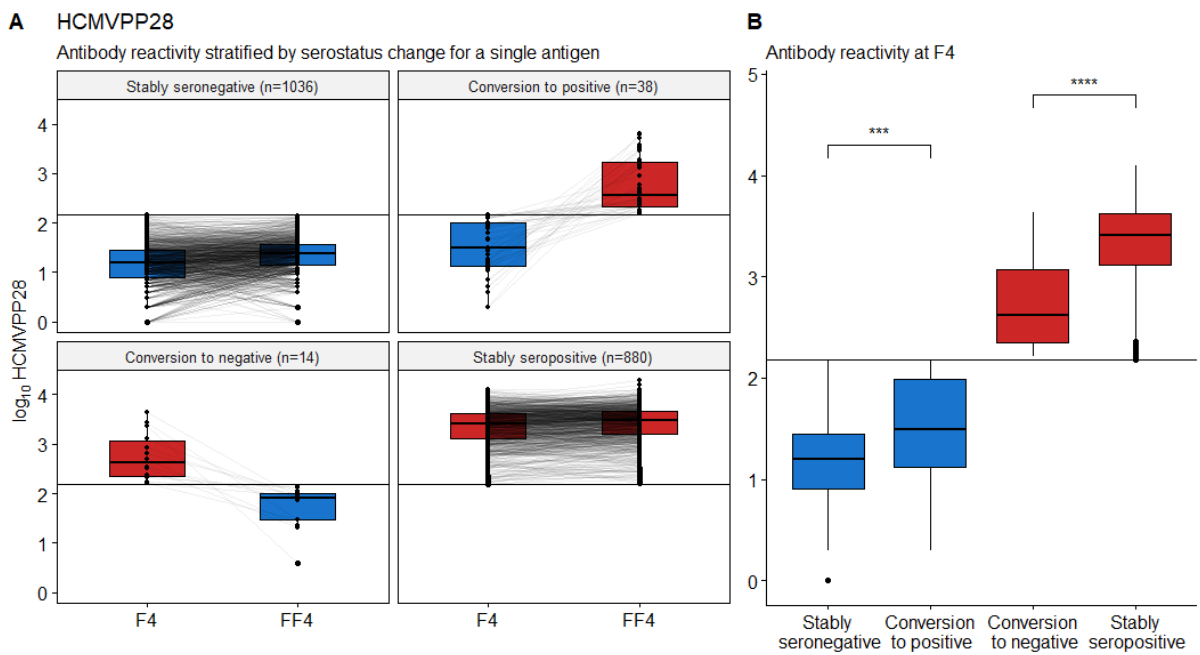 A HCMVPP28
Antibody reactivity stratified by serostatus change for a single antigen
Stably seronegative (n=1036)
Conversion to positive (n=38)
4
3
2
1
0
Conversion to negative (n=14)
Stably seropositive (n=880)
4
3
2
1
0
log10 HCMVPP28
F4 FF4 F4 FF4
B
Antibody reactivity at F4
5
4
3
2
1
0
***
****
Stably seronegative
Conversion to positive
Conversion to negative
Stably seropositive